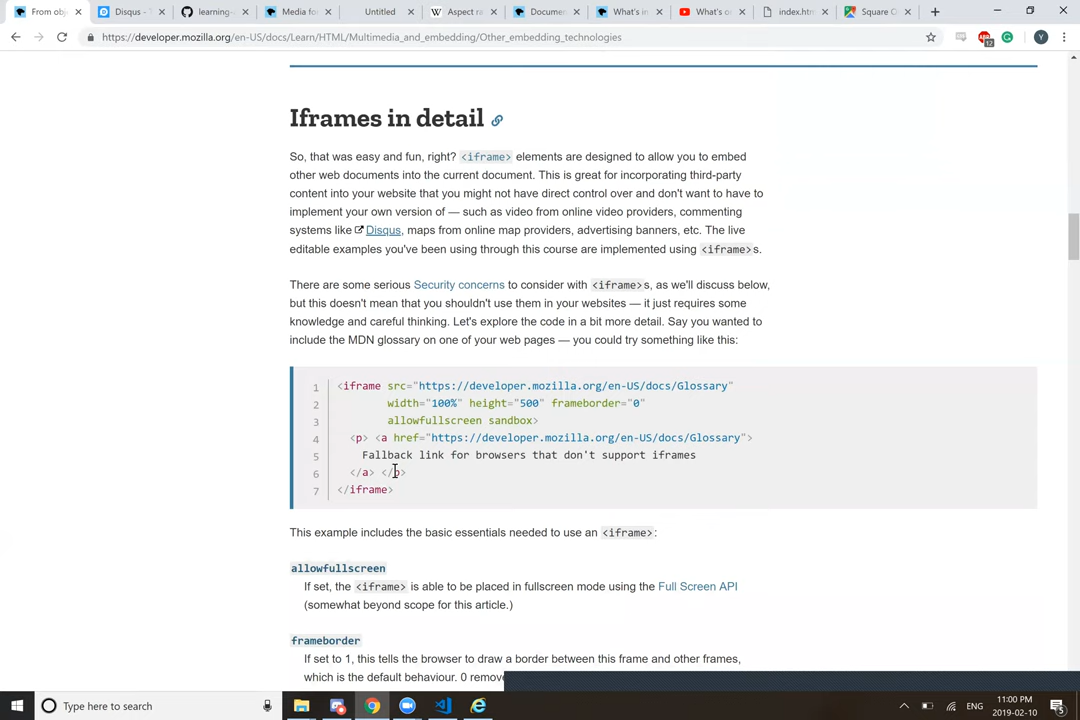 From obj
Disqus -
learning-
Media fo
Untitled
Aspect ra
Documen
What's in
What's o
index.htm
Square O
https://developer.mozilla.org/en-US/docs/Learn/HTML/Multimedia_and_embedding/Other_embedding_technologies
12
Y
Iframes in detail
So, that was easy and fun, right? <iframe> elements are designed to allow you to embed
other web documents into the current document. This is great for incorporating third-party
content into your website that you might not have direct control over and don't want to have to
implement your own version of — such as video from online video providers, commenting
systems like Disqus, maps from online map providers, advertising banners, etc. The live
editable examples you've been using through this course are implemented using <iframe>s.
There are some serious Security concerns to consider with <iframe>s, as we'll discuss below,
but this doesn't mean that you shouldn't use them in your websites — it just requires some
knowledge and careful thinking. Let's explore the code in a bit more detail. Say you wanted to
include the MDN glossary on one of your web pages — you could try something like this:
1 <iframe src="https://developer.mozilla.org/en-US/docs/Glossary"
2 width="100%" height="500" frameborder="0"
3 allowfullscreen sandbox>
4 <p> <a href="https://developer.mozilla.org/en-US/docs/Glossary">
5 Fallback link for browsers that don't support iframes
6 </a> </p>
7 </iframe>
This example includes the basic essentials needed to use an <iframe>:
allowfullscreen
If set, the <iframe> is able to be placed in fullscreen mode using the Full Screen API
(somewhat beyond scope for this article.)
frameborder
If set to 1, this tells the browser to draw a border between this frame and other frames,
which is the default behaviour. 0 remove
Type here to search
ENG
11:00 PM
2019-02-10
5